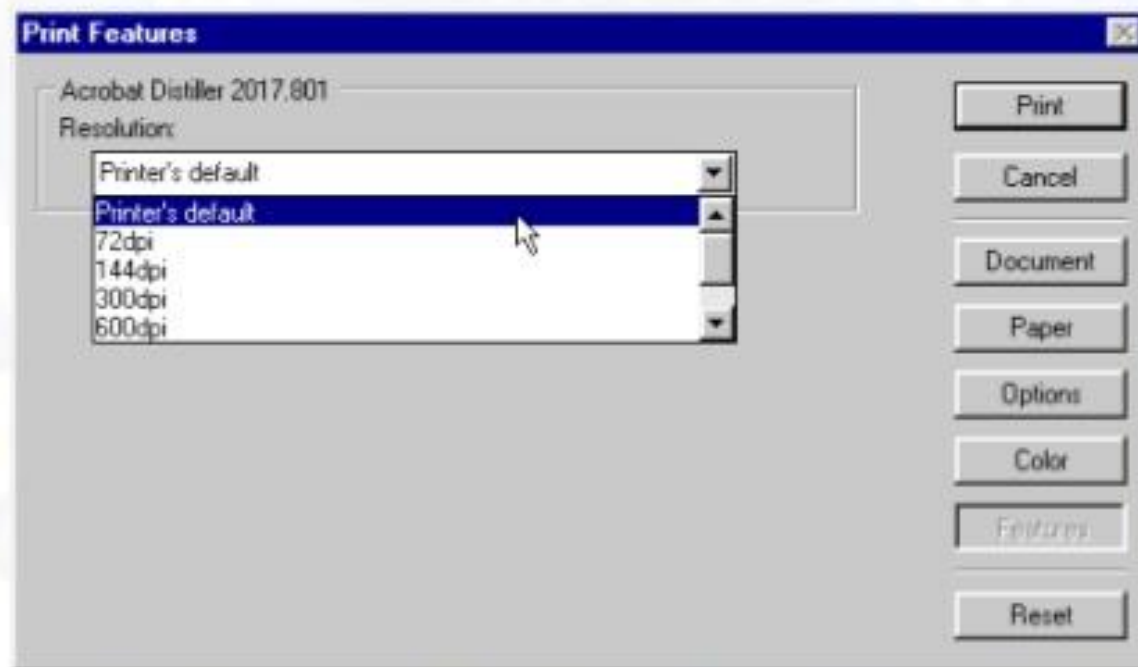 Print Features
Acrobat Distiller 2017.801
Resolution:
Printer's default
Printer's default
72dpi
144dpi
300dpi
600dpi
Print
Cancel
Document
Paper
Options
Color
Features
Reset